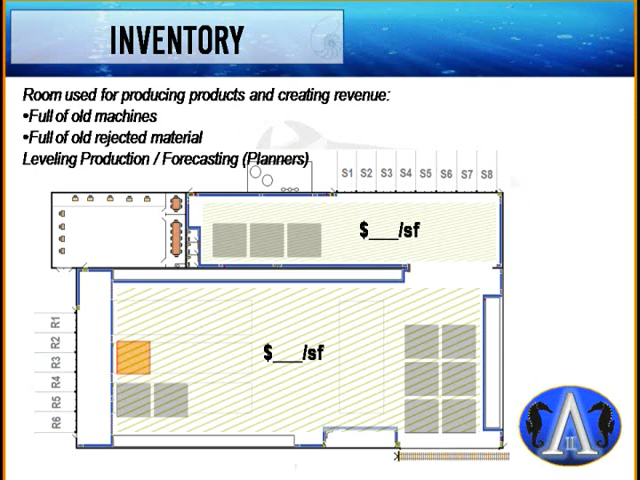 INVENTORY
Room used for producing products and creating revenue:
•Full of old machines
•Full of old rejected material
Leveling Production / Forecasting (Planners)
S1 S2 S3 S4 S5 S6 S7 S8
$___/sf
$___/sf
R1
R2
R3
R4
R5
R6
A
II